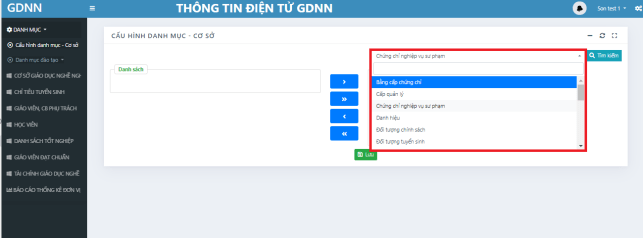 GDNN
THÔNG TIN ĐIỆN TỬ GDNN
Son test 1
DANH MỤC
Cấu hình danh mục - Cơ sở
Danh mục đào tạo
CƠ SỞ GIÁO DỤC NGHỀ NGH
CHỈ TIÊU TUYỂN SINH
GIÁO VIÊN, CB PHỤ TRÁCH
HỌC VIÊN
DANH SÁCH TỐT NGHIỆP
GIÁO VIÊN ĐẠT CHUẨN
TÀI CHÍNH GIÁO DỤC NGHỀ
BÁO CÁO THỐNG KÊ ĐƠN VỊ
CẤU HÌNH DANH MỤC - CƠ SỞ
Chứng chỉ nghiệp vụ sư phạm
Tìm kiếm
Danh sách
Bằng cấp chứng chỉ
Cấp quản lý
Chứng chỉ nghiệp vụ sư phạm
Danh hiệu
Đối tượng chính sách
Đối tượng tuyển sinh
Lưu